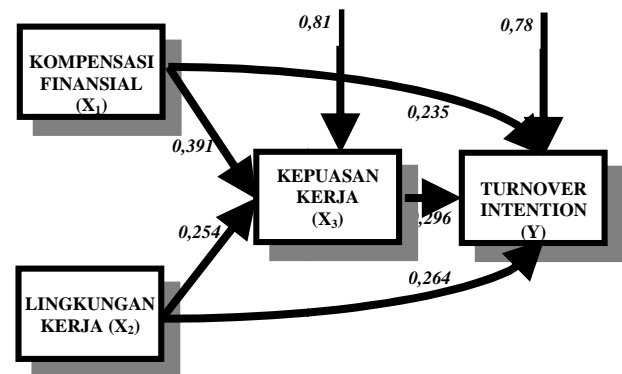 0,81
0,78
KOMPENSASI
FINANSIAL
(X₁)
0,235
0,391
KEPUASAN
KERJA
(X₃)
TURNOVER
INTENTION
(Y)
0,296
0,254
0,264
LINGKUNGAN
KERJA (X₂)